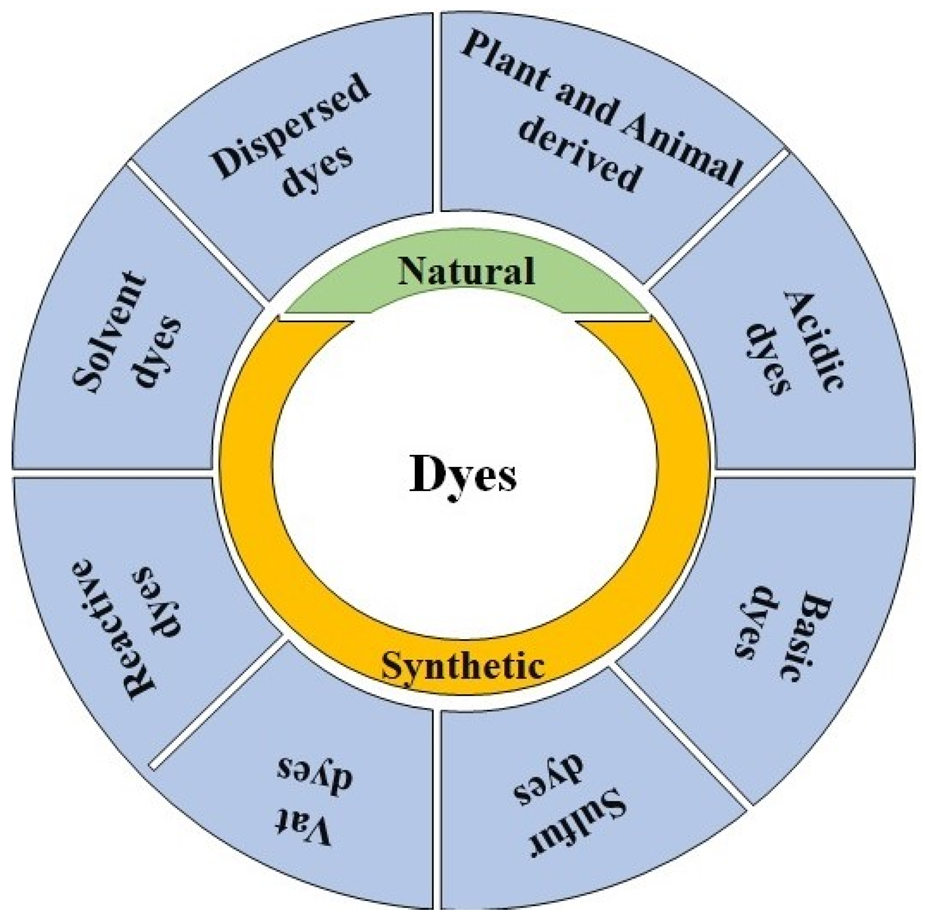 Plant and Animal
derived
Acidic
dyes
Basic
dyes
Sulfur
dyes
Vat
dyes
Reactive
dyes
Solvent
dyes
Dispersed
dyes
Natural
Dyes
Synthetic